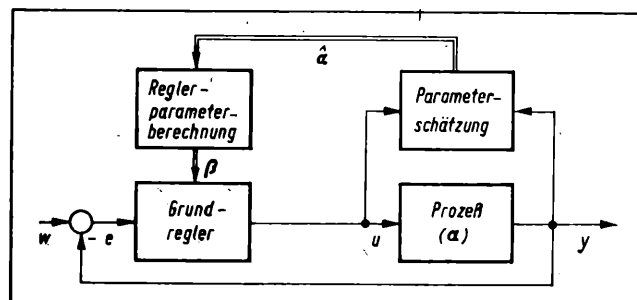 α̂
Regler-
parameter-
berechnung
Parameter-
schätzung
β
Grund-
regler
Prozeß
(α)
w
- e
u
y